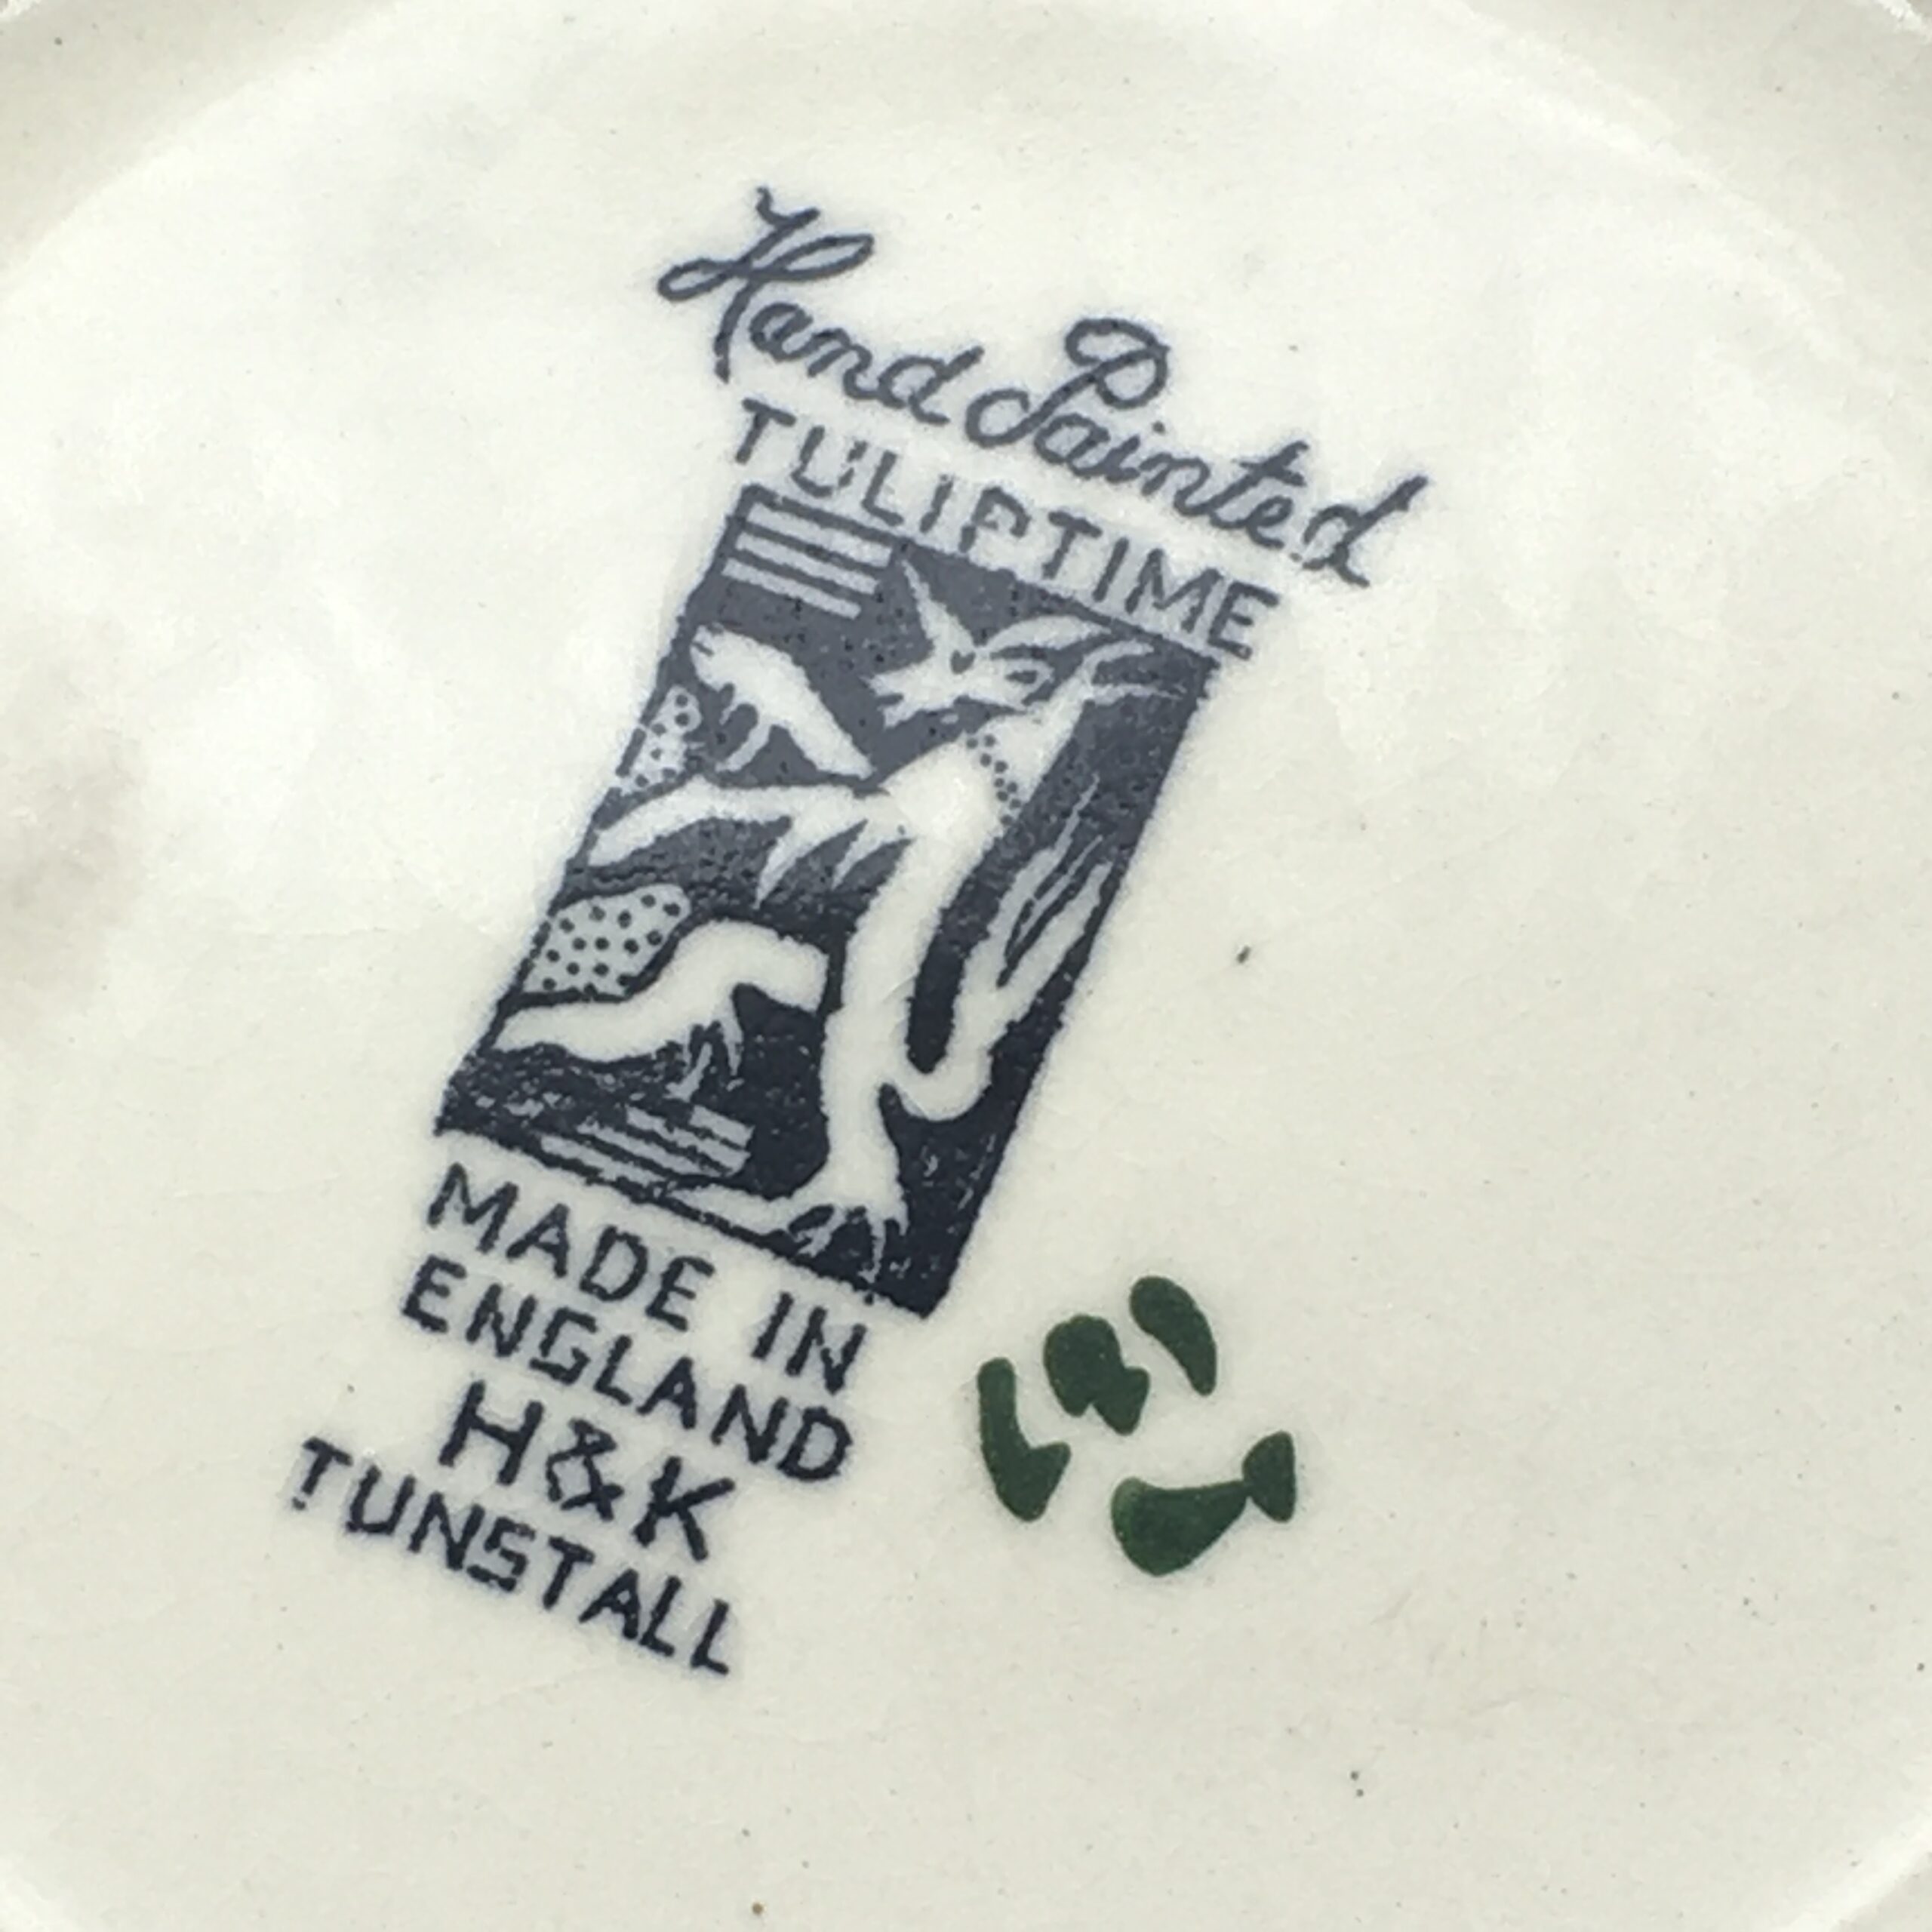 Hand Painted
TULIPTIME
MADE IN
ENGLAND
H&K
TUNSTALL